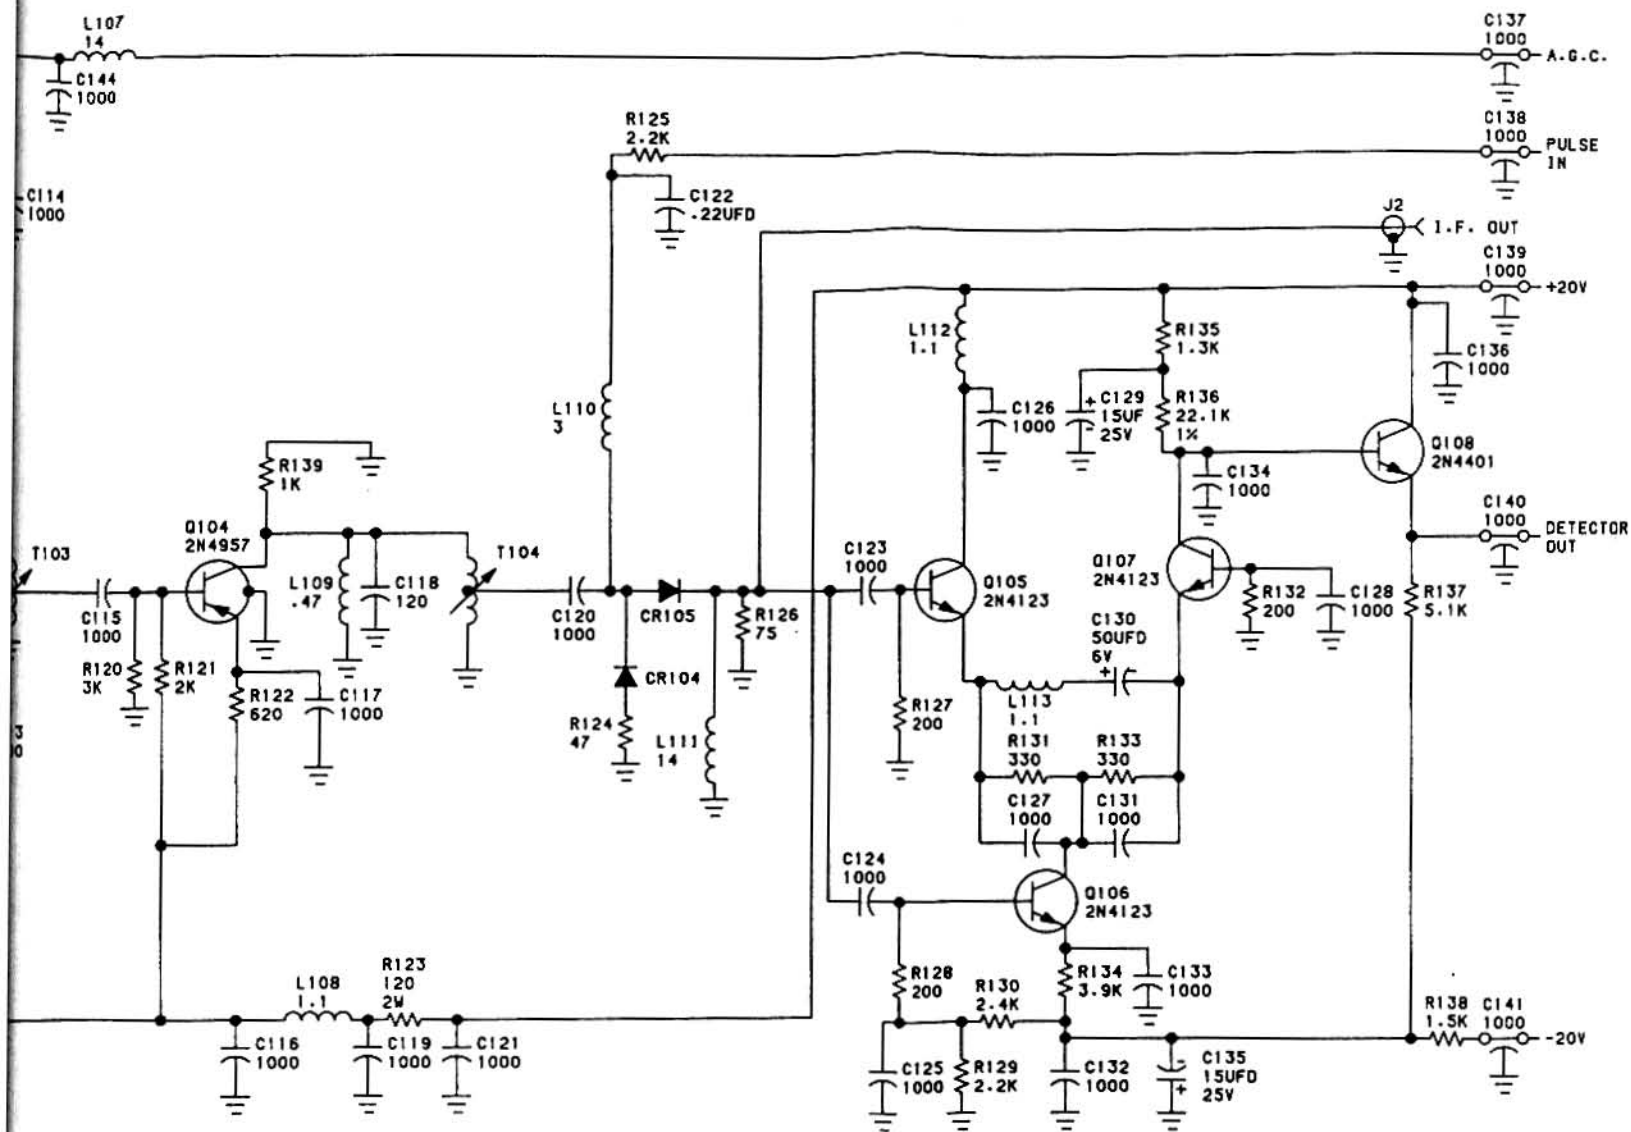 L107
14
C144
1000
C137
1000
A.G.C.
R125
2.2K
C138
1000
PULSE
IN
C114
1000
C122
.22UFD
J2
I.F. OUT
C139
1000
+20V
L112
1.1
R135
1.3K
C136
1000
L110
3
C126
1000
+
C129
15UF
25V
-
R136
22.1K
1%
Q108
2N4401
R139
1K
C134
1000
C140
1000
DETECTOR
OUT
T103
Q104
2N4957
T104
C123
1000
Q105
2N4123
Q107
2N4123
L109
.47
C118
120
C115
1000
C120
1000
CR105
R126
75
R132
200
C128
1000
R137
5.1K
C130
50UFD
6V
+
-
R120
3K
R121
2K
R122
620
C117
1000
CR104
R124
47
L111
14
R127
200
L113
1.1
R131
330
R133
330
C127
1000
C131
1000
3
0
C124
1000
Q106
2N4123
R123
120
2W
L108
1.1
R128
200
R130
2.4K
R134
3.9K
C133
1000
R138
1.5K
C141
1000
-20V
C116
1000
C119
1000
C121
1000
C125
1000
R129
2.2K
C132
1000
-
+
C135
15UFD
25V